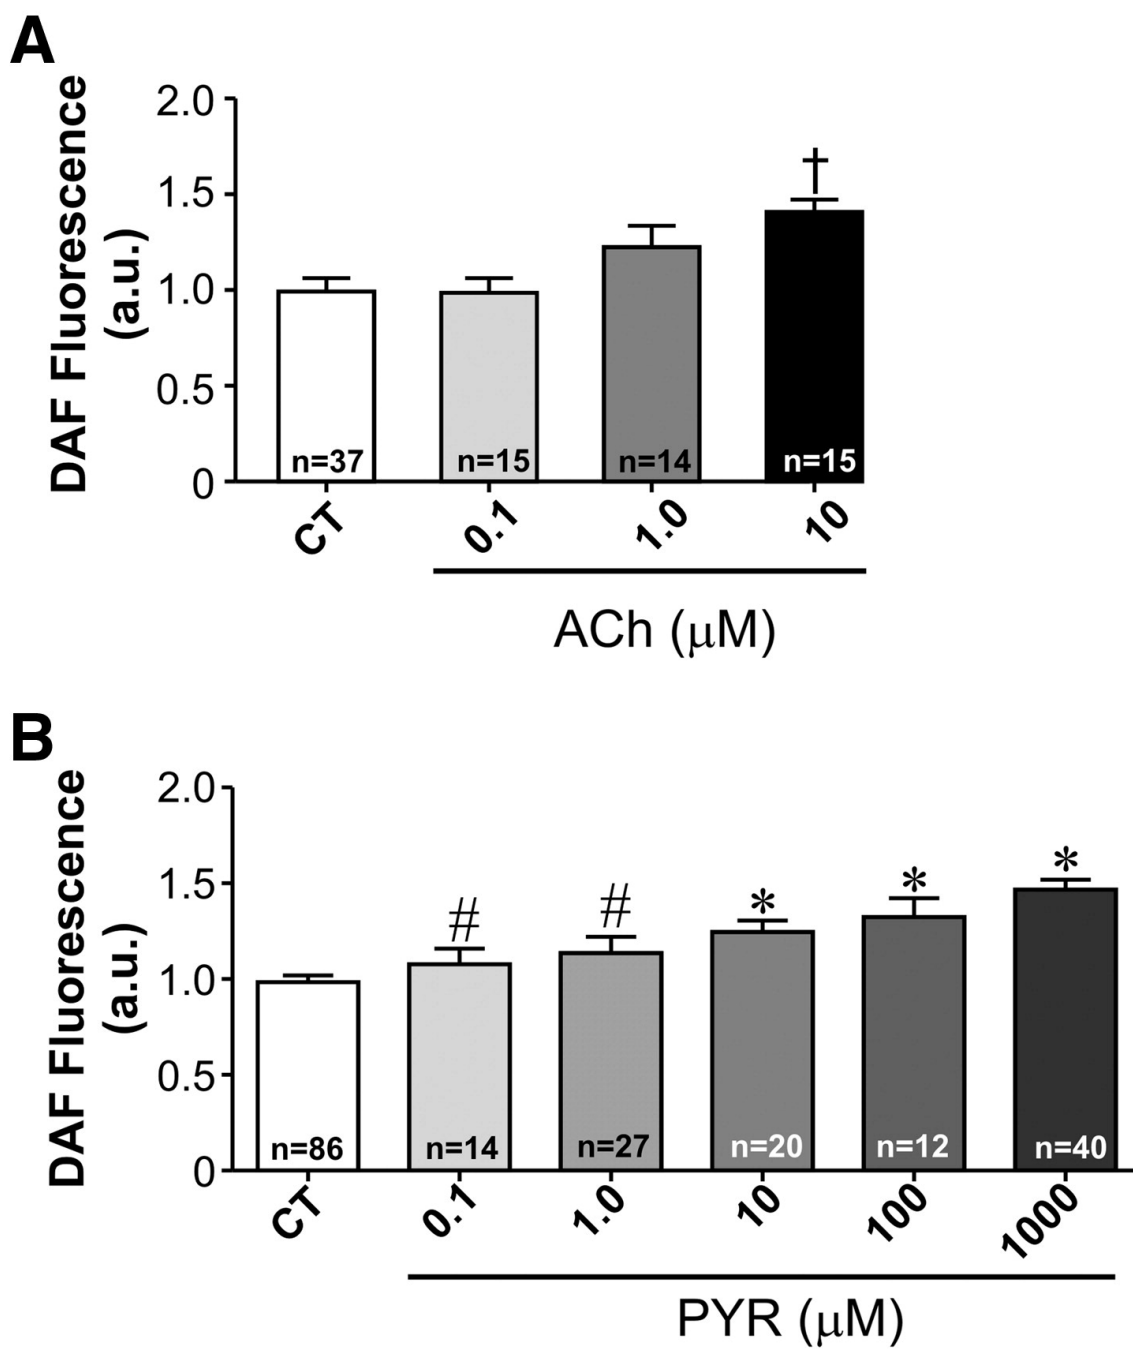 A
DAF Fluorescence
(a.u.)
2.0
1.5
1.0
0.5
0
†
n=37
n=15
n=14
n=15
CT
0.1
1.0
10
ACh (μM)
B
DAF Fluorescence
(a.u.)
2.0
1.5
1.0
0.5
0
#
#
*
*
*
n=86
n=14
n=27
n=20
n=12
n=40
CT
0.1
1.0
10
100
1000
PYR (μM)